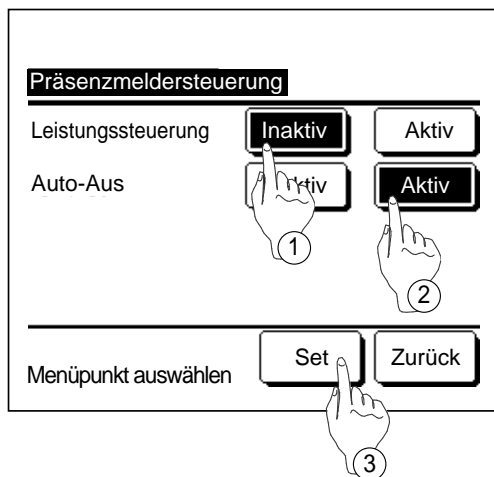 Präsenzmeldersteuerung
Leistungssteuerung Inaktiv Aktiv
Auto-Aus Aktiv
1
2
Set Zurück
Menüpunkt auswählen
3